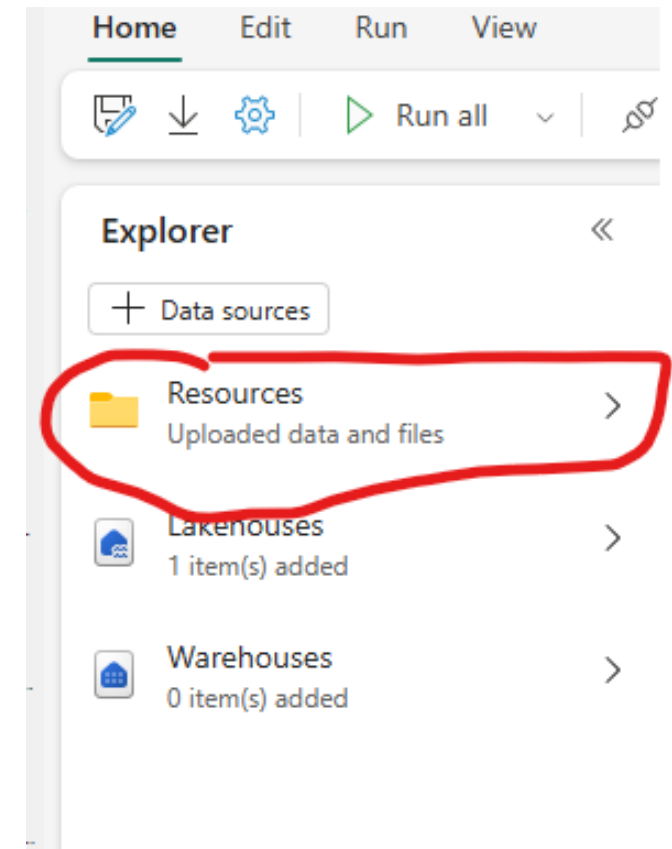 Home Edit Run View
Run all
Explorer
Data sources
Resources
Uploaded data and files
Lakehouses
1 item(s) added
Warehouses
0 item(s) added